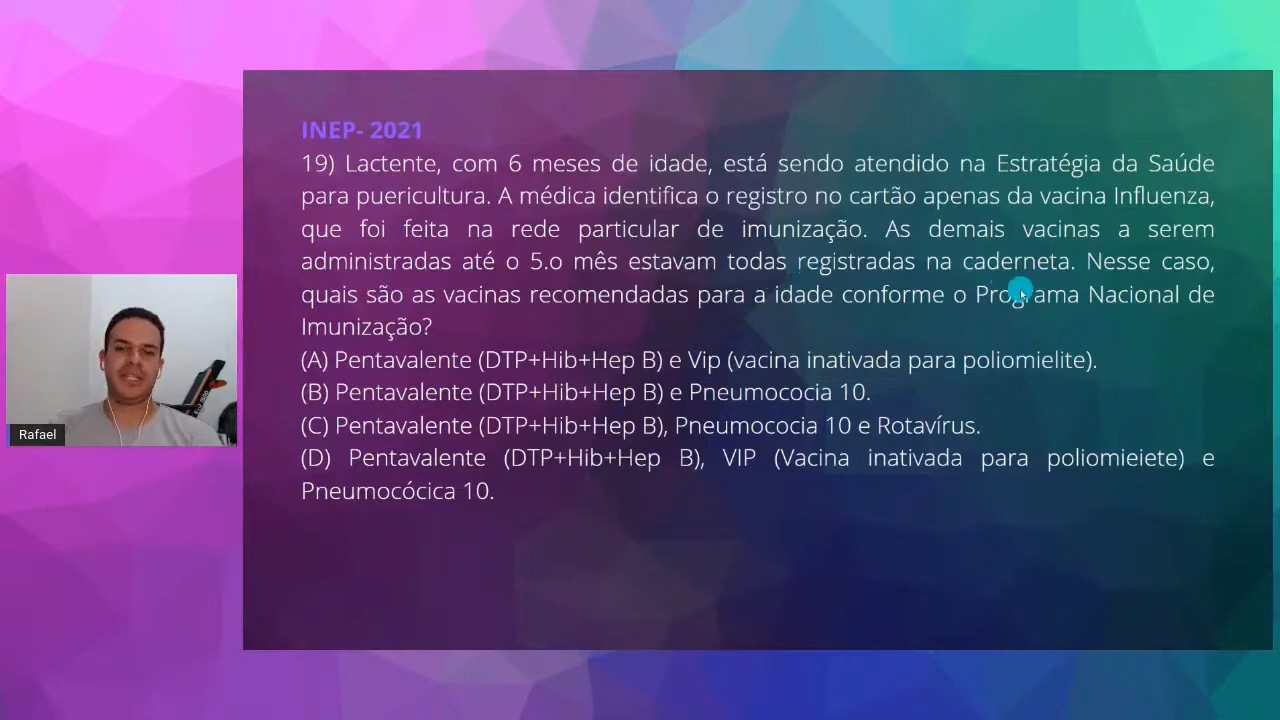 INEP- 2021
19) Lactente, com 6 meses de idade, está sendo atendido na Estratégia da Saúde
para puericultura. A médica identifica o registro no cartão apenas da vacina Influenza,
que foi feita na rede particular de imunização. As demais vacinas a serem
administradas até o 5.o mês estavam todas registradas na caderneta. Nesse caso,
quais são as vacinas recomendadas para a idade conforme o Programa Nacional de
Imunização?
(A) Pentavalente (DTP+Hib+Hep B) e Vip (vacina inativada para poliomielite).
(B) Pentavalente (DTP+Hib+Hep B) e Pneumococia 10.
(C) Pentavalente (DTP+Hib+Hep B), Pneumococia 10 e Rotavírus.
(D) Pentavalente (DTP+Hib+Hep B), VIP (Vacina inativada para poliomieiete) e
Pneumocócica 10.
Rafael